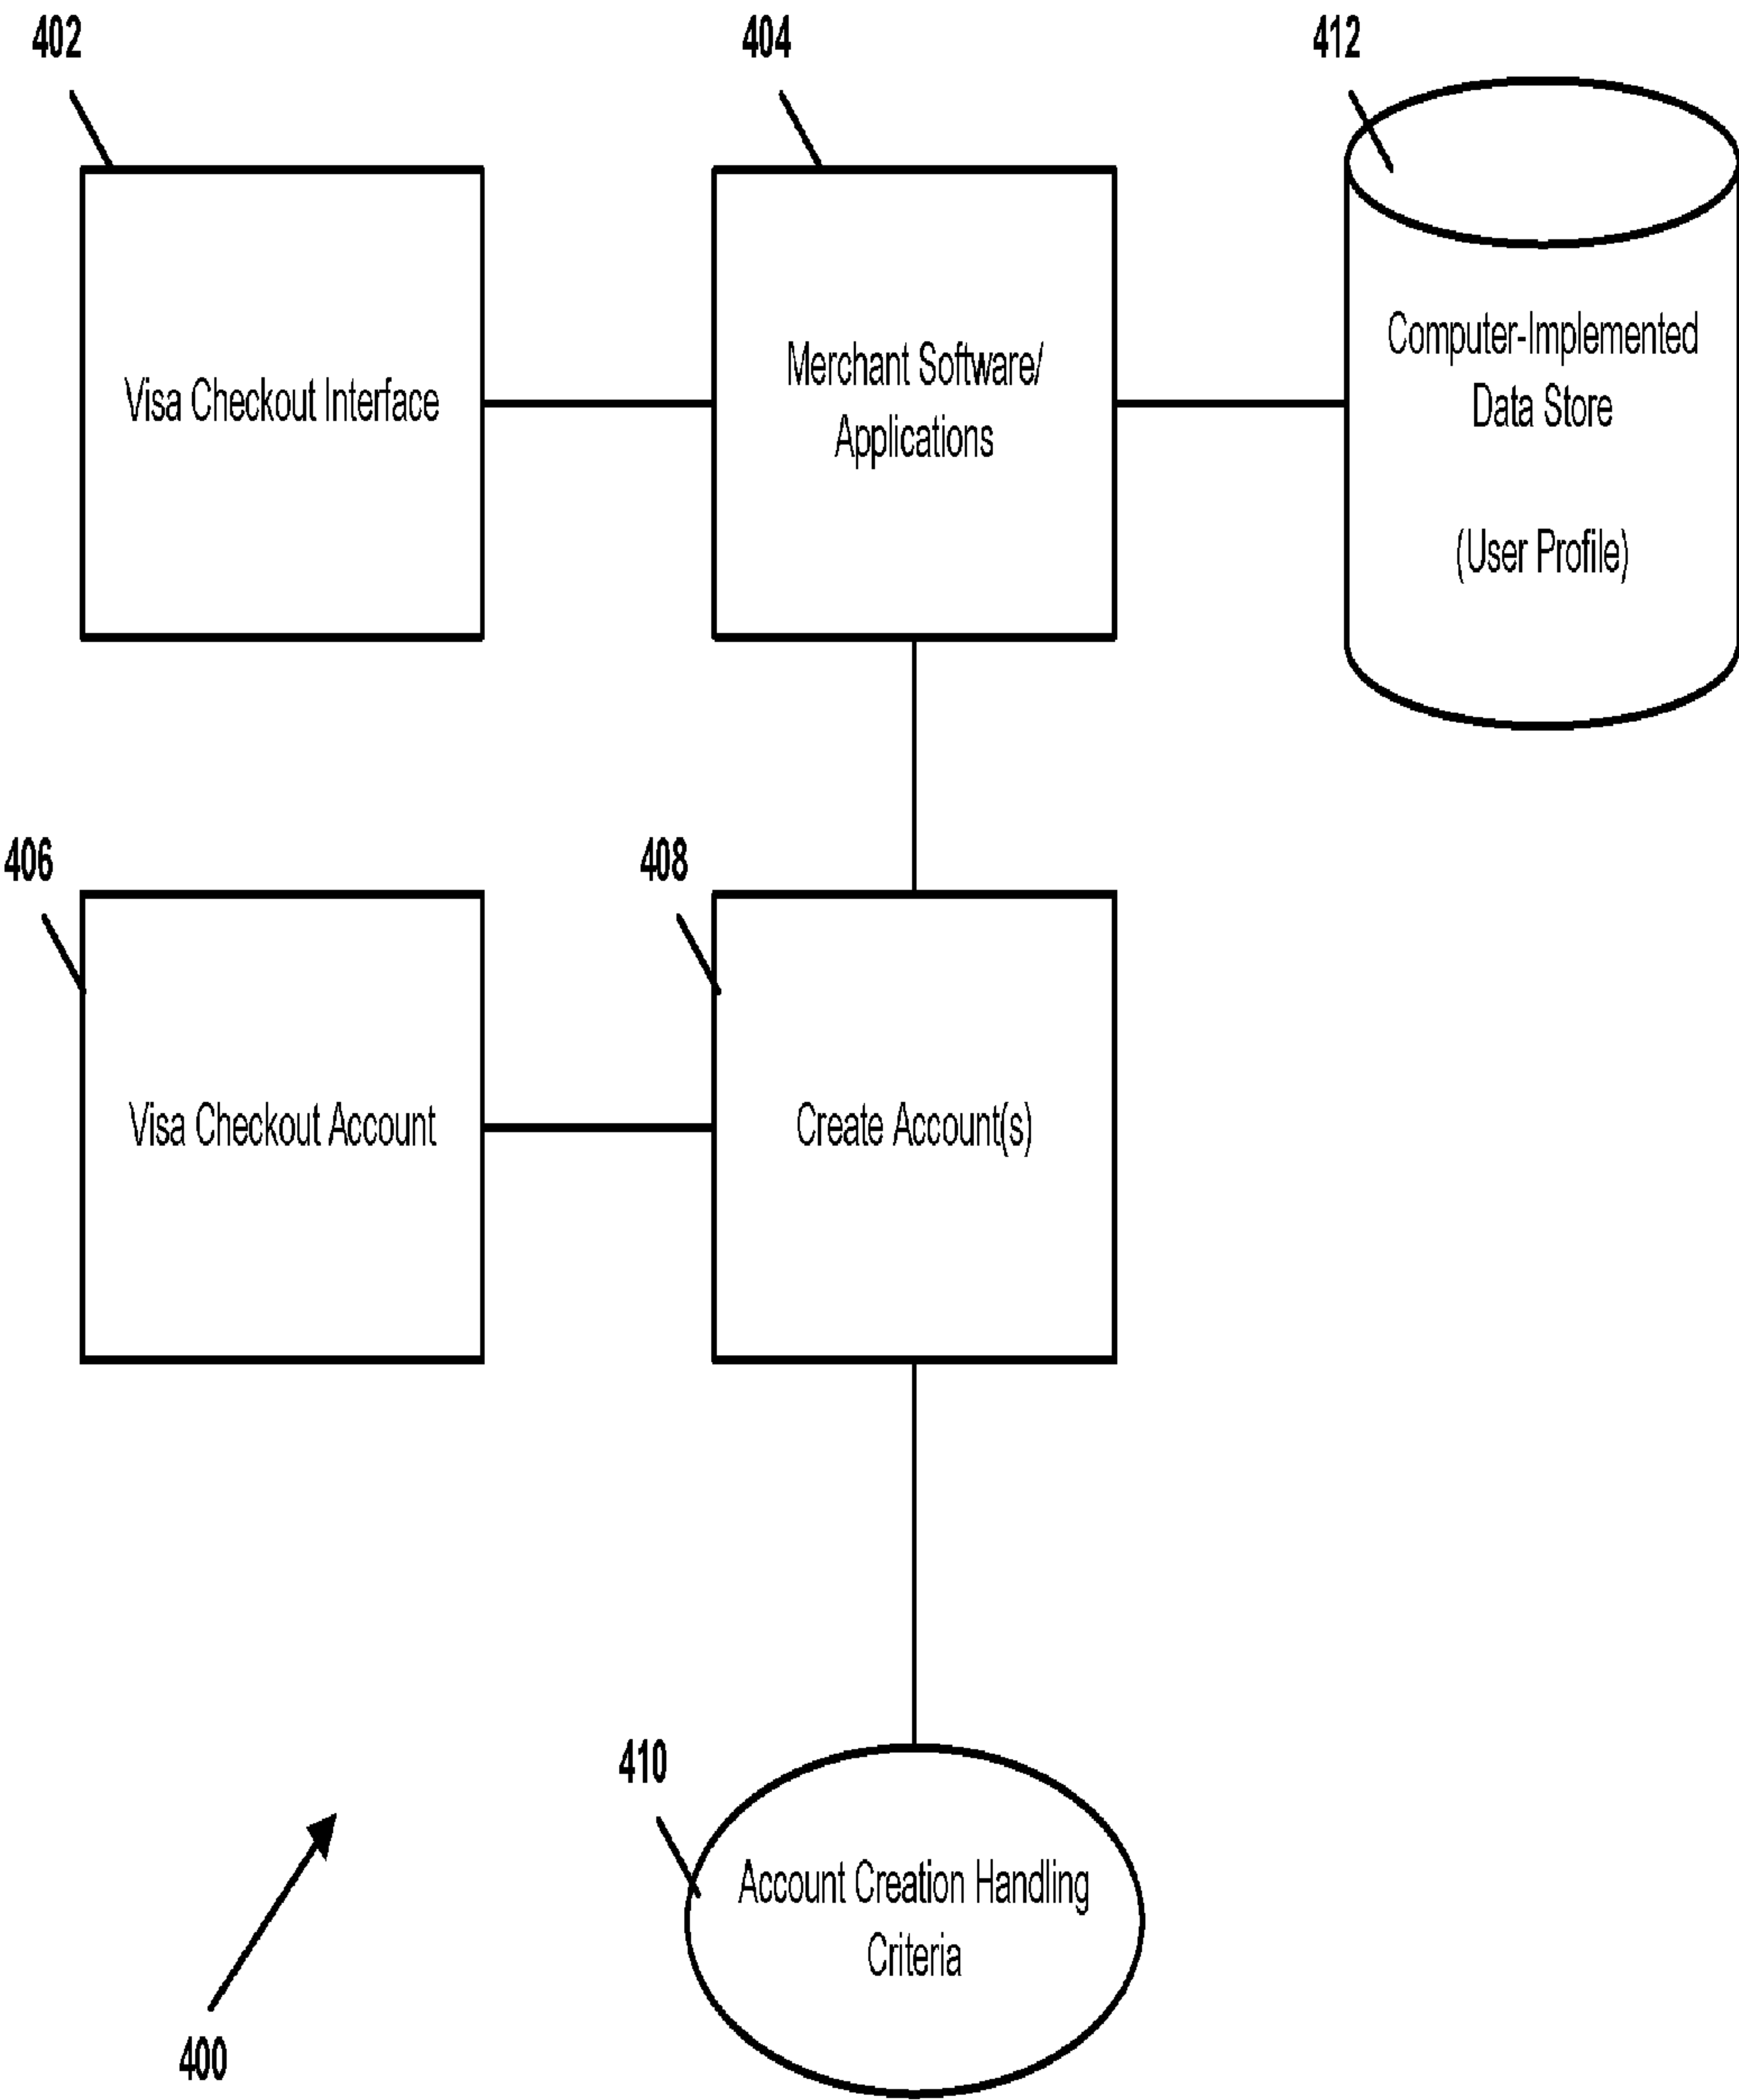 402
404
412
Visa Checkout Interface
Merchant Software/
Applications
Computer-Implemented
Data Store
(User Profile)
406
408
Visa Checkout Account
Create Account(s)
410
Account Creation Handling
Criteria
400